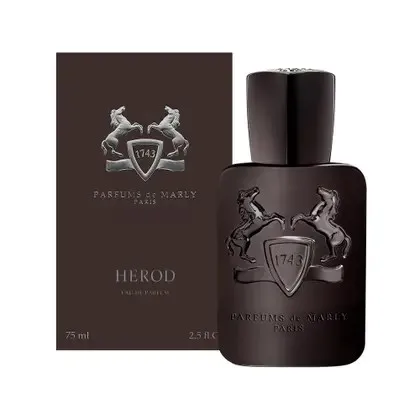 1743
PARFUMS de MARLY
PARIS
HEROD
EAU DE PARFUM
75 ml
2.5 fl.O
1743
PARFUMS de MARLY
PARIS